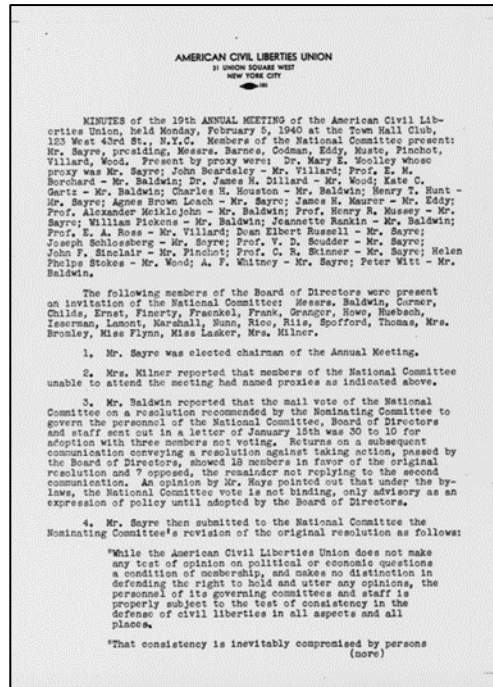 AMERICAN CIVIL LIBERTIES UNION
31 UNION SQUARE WEST
NEW YORK CITY
MINUTES of the 19th ANNUAL MEETING of the American Civil Lib-
erties Union, held Monday, February 5, 1940 at the Town Hall Club,
123 West 43rd St., N.Y.C. Members of the National Committee present:
Mr. Sayre, presiding, Messrs. Barnes, Codman, Eddy, Muste, Pinchot,
Villard, Wood. Present by proxy were: Dr. Mary E. Woolley whose
proxy was Mr. Sayre; John Beardsley - Mr. Villard; Prof. E. M.
Borchard - Mr. Baldwin; Dr. James H. Dillard - Mr. Wood; Kate C.
Gartz - Mr. Baldwin; Charles H. Houston - Mr. Baldwin; Henry T. Hunt -
Mr. Sayre; Agnes Brown Leach - Mr. Sayre; James H. Maurer - Mr. Eddy;
Prof. Alexander Meiklejohn - Mr. Baldwin; Prof. Henry R. Mussey - Mr.
Sayre; William Pickens - Mr. Baldwin; Jeannette Rankin - Mr. Baldwin;
Prof. E. A. Ross - Mr. Villard; Dean Elbert Russell - Mr. Sayre;
Joseph Schlossberg - Mr. Sayre; Prof. V. D. Scudder - Mr. Sayre;
John F. Sinclair - Mr. Pinchot; Prof. C. R. Skinner - Mr. Sayre; Helen
Phelps Stokes - Mr. Wood; A. F. Whitney - Mr. Sayre; Peter Witt - Mr.
Baldwin.
The following members of the Board of Directors were present
on invitation of the National Committee: Messrs. Baldwin, Carmer,
Childs, Ernst, Finerty, Fraenkel, Frank, Granger, Howe, Huebsch,
Isserman, Lamont, Marshall, Nunn, Rice, Riis, Spofford, Thomas, Mrs.
Bromley, Miss Flynn, Miss Lasker, Mrs. Milner.
1. Mr. Sayre was elected chairman of the Annual Meeting.
2. Mrs. Milner reported that members of the National Committee
unable to attend the meeting had named proxies as indicated above.
3. Mr. Baldwin reported that the mail vote of the National
Committee on a resolution recommended by the Nominating Committee to
govern the personnel of the National Committee, Board of Directors
and staff sent out in a letter of January 15th was 30 to 10 for
adoption with three members not voting. Returns on a subsequent
communication conveying a resolution against taking action, passed by
the Board of Directors, showed 18 members in favor of the original
resolution and 7 opposed, the remainder not replying to the second
communication. An opinion by Mr. Hays pointed out that under the by-
laws, the National Committee vote is not binding, only advisory as an
expression of policy until adopted by the Board of Directors.
4. Mr. Sayre then submitted to the National Committee the
Nominating Committee's revision of the original resolution as follows:
"While the American Civil Liberties Union does not make
any test of opinion on political or economic questions
a condition of membership, and makes no distinction in
defending the right to hold and utter any opinions, the
personnel of its governing committees and staff is
properly subject to the test of consistency in the
defense of civil liberties in all aspects and all
places.
"That consistency is inevitably compromised by persons
(more)